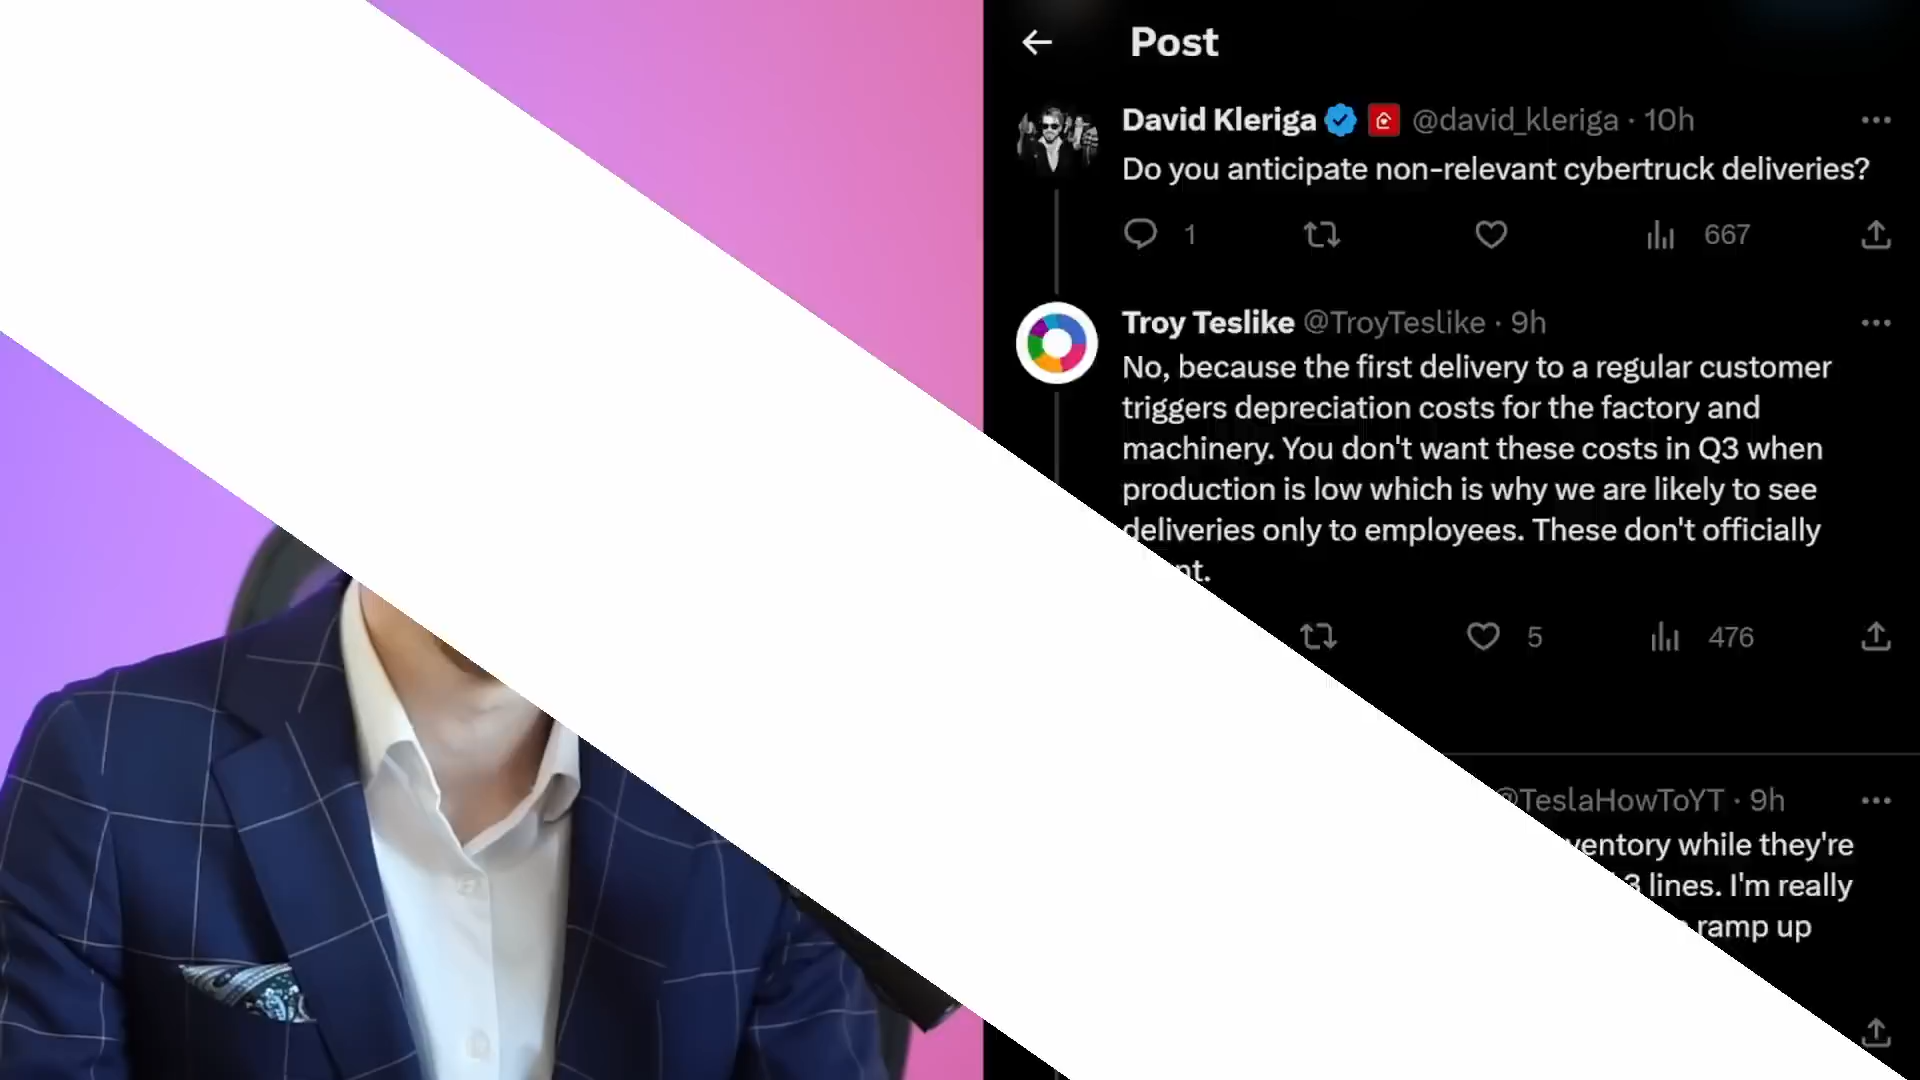 Post
David Kleriga @david_kleriga · 10h
Do you anticipate non-relevant cybertruck deliveries?
1 667
Troy Teslike @TroyTeslike · 9h
No, because the first delivery to a regular customer
triggers depreciation costs for the factory and
machinery. You don't want these costs in Q3 when
production is low which is why we are likely to see
deliveries only to employees. These don't officially
5 476
@TeslaHowToYT · 9h
while they're
3 lines. I'm really
ramp up